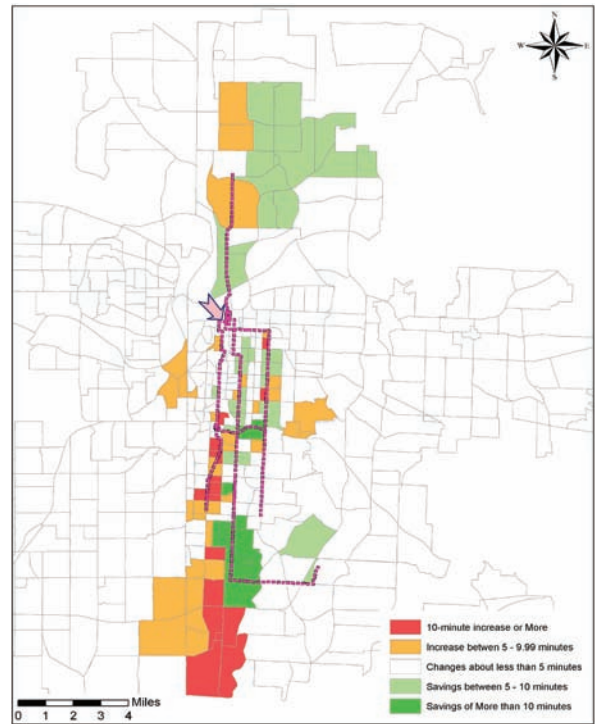 N
W E
S
10-minute increase or More
Increase betwen 5 - 9.99 minutes
Changes about less than 5 minutes
Savings between 5 - 10 minutes
Savings of More than 10 minutes
Miles
0 1 2 3 4